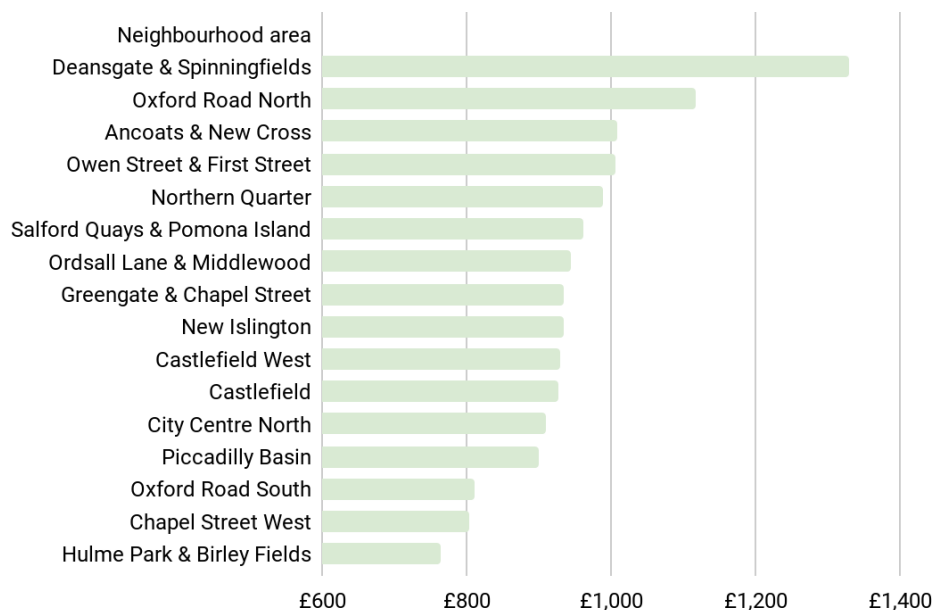 Neighbourhood area
Deansgate & Spinningfields
Oxford Road North
Ancoats & New Cross
Owen Street & First Street
Northern Quarter
Salford Quays & Pomona Island
Ordsall Lane & Middlewood
Greengate & Chapel Street
New Islington
Castlefield West
Castlefield
City Centre North
Piccadilly Basin
Oxford Road South
Chapel Street West
Hulme Park & Birley Fields
£600 £800 £1,000 £1,200 £1,400